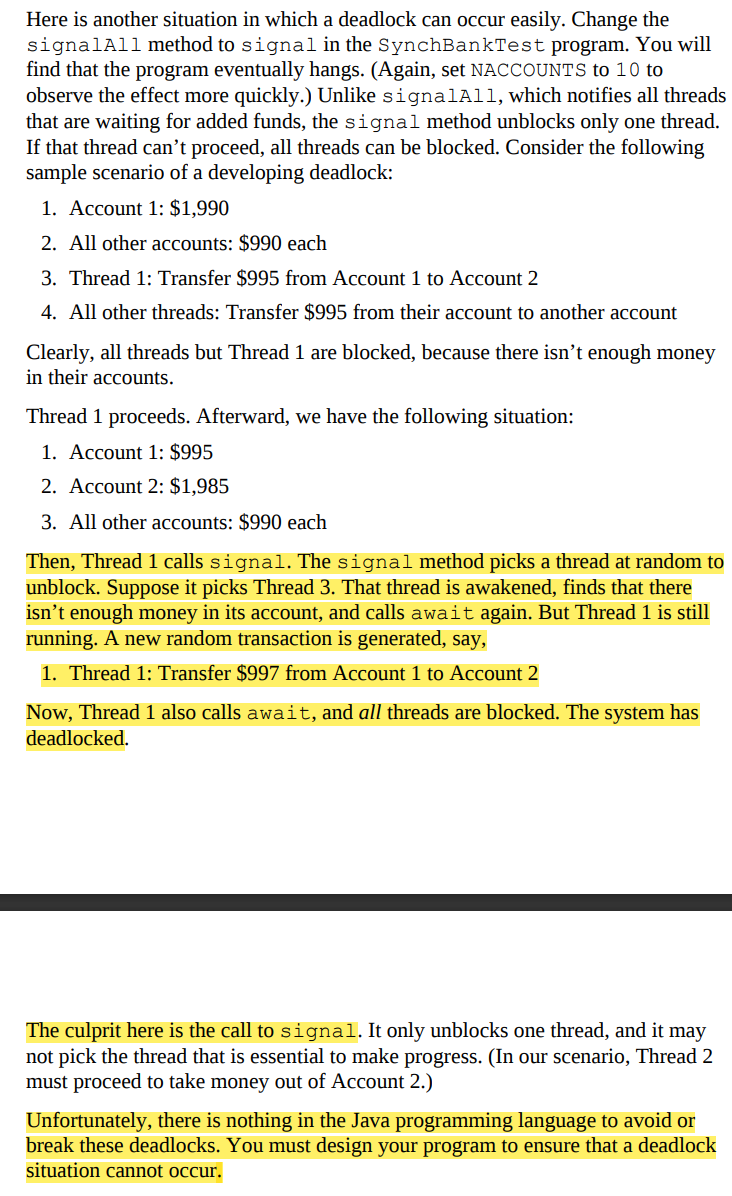 Here is another situation in which a deadlock can occur easily. Change the
signalAll method to signal in the SynchBankTest program. You will
find that the program eventually hangs. (Again, set NACCOUNTS to 10 to
observe the effect more quickly.) Unlike signalAll, which notifies all threads
that are waiting for added funds, the signal method unblocks only one thread.
If that thread can’t proceed, all threads can be blocked. Consider the following
sample scenario of a developing deadlock:
1. Account 1: $1,990
2. All other accounts: $990 each
3. Thread 1: Transfer $995 from Account 1 to Account 2
4. All other threads: Transfer $995 from their account to another account
Clearly, all threads but Thread 1 are blocked, because there isn’t enough money
in their accounts.
Thread 1 proceeds. Afterward, we have the following situation:
1. Account 1: $995
2. Account 2: $1,985
3. All other accounts: $990 each
Then, Thread 1 calls signal. The signal method picks a thread at random to
unblock. Suppose it picks Thread 3. That thread is awakened, finds that there
isn’t enough money in its account, and calls await again. But Thread 1 is still
running. A new random transaction is generated, say,
1. Thread 1: Transfer $997 from Account 1 to Account 2
Now, Thread 1 also calls await, and all threads are blocked. The system has
deadlocked.
The culprit here is the call to signal. It only unblocks one thread, and it may
not pick the thread that is essential to make progress. (In our scenario, Thread 2
must proceed to take money out of Account 2.)
Unfortunately, there is nothing in the Java programming language to avoid or
break these deadlocks. You must design your program to ensure that a deadlock
situation cannot occur.